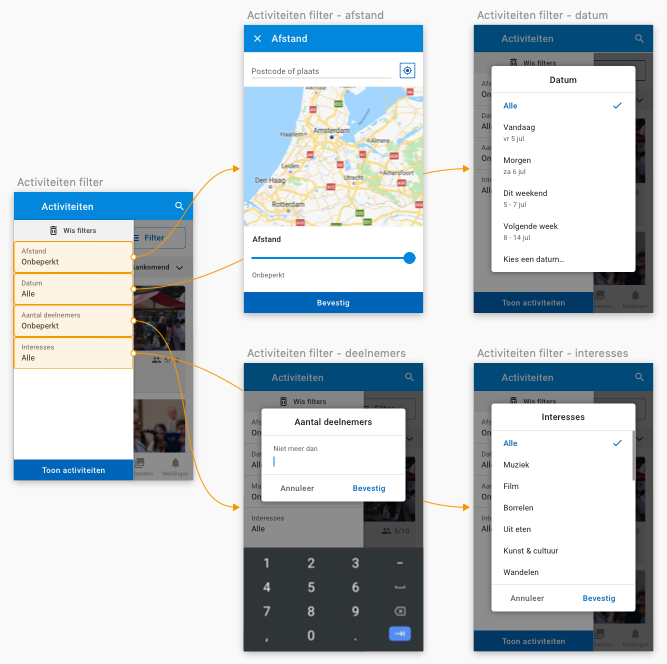 Activiteiten filter
Activiteiten
Wis filters
Filter
Afstand
Onbeperkt
Aankomend
Datum
Alle
Aantal deelnemers
Onbeperkt
Interesses
Alle
Toon activiteiten
Meldingen
Activiteiten filter - afstand
Afstand
Postcode of plaats
Haarlem
Amsterdam
Almere
Leiden
Den Haag
Utrecht
Amersfoort
Rotterdam
Afstand
Onbeperkt
Bevestig
Activiteiten filter - datum
Activiteiten
Datum
Alle
Vandaag
vr 5 jul
Morgen
za 6 jul
Dit weekend
5 - 7 jul
Volgende week
8 - 14 jul
Kies een datum...
Toon activiteiten
Meldingen
Activiteiten filter - deelnemers
Activiteiten
Wis filters
Aantal deelnemers
Niet meer dan
Annuleer
Bevestig
Interesses
Alle
5/10
1 2 3 -
4 5 6
7 8 9
, 0 .
Activiteiten filter - interesses
Activiteiten
Wis filters
Interesses
Alle
Muziek
Film
Borrelen
Uit eten
Kunst & cultuur
Wandelen
Annuleer
Bevestig
Toon activiteiten